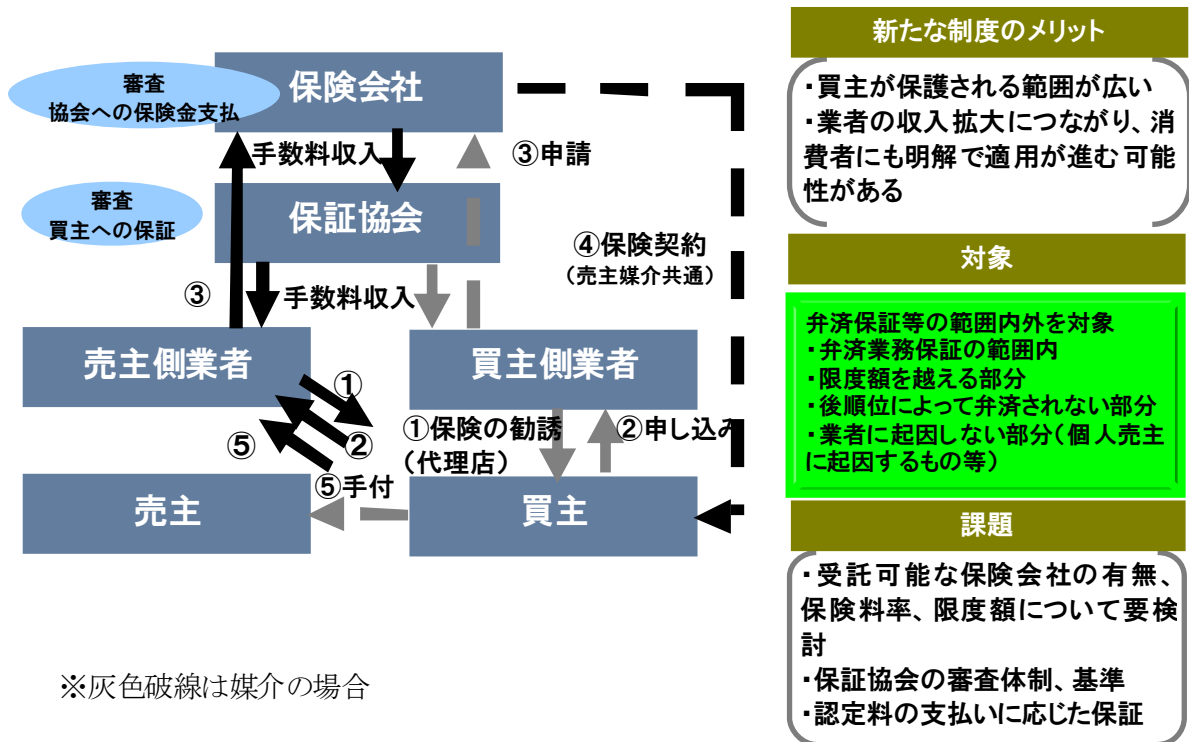 審査
協会への保険金支払
保険会社
手数料収入
③申請
審査
買主への保証
保証協会
④保険契約
（売主媒介共通）
③
手数料収入
売主側業者
買主側業者
①
②
⑤
①保険の勧誘
（代理店）
②申し込み
⑤手付
売主
買主
※灰色破線は媒介の場合
新たな制度のメリット
・買主が保護される範囲が広い
・業者の収入拡大につながり、消
費者にも明解で適用が進む可能
性がある
対象
弁済保証等の範囲内外を対象
・弁済業務保証の範囲内
・限度額を越える部分
・後順位によって弁済されない部分
・業者に起因しない部分（個人売主
に起因するもの等）
課題
・受託可能な保険会社の有無、
保険料率、限度額について要検
討
・保証協会の審査体制、基準
・認定料の支払いに応じた保証